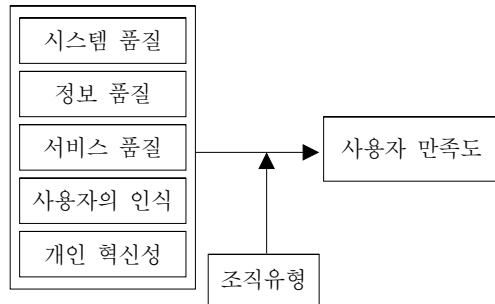 시스템 품질
정보 품질
서비스 품질
사용자의 인식
개인 혁신성
사용자 만족도
조직유형